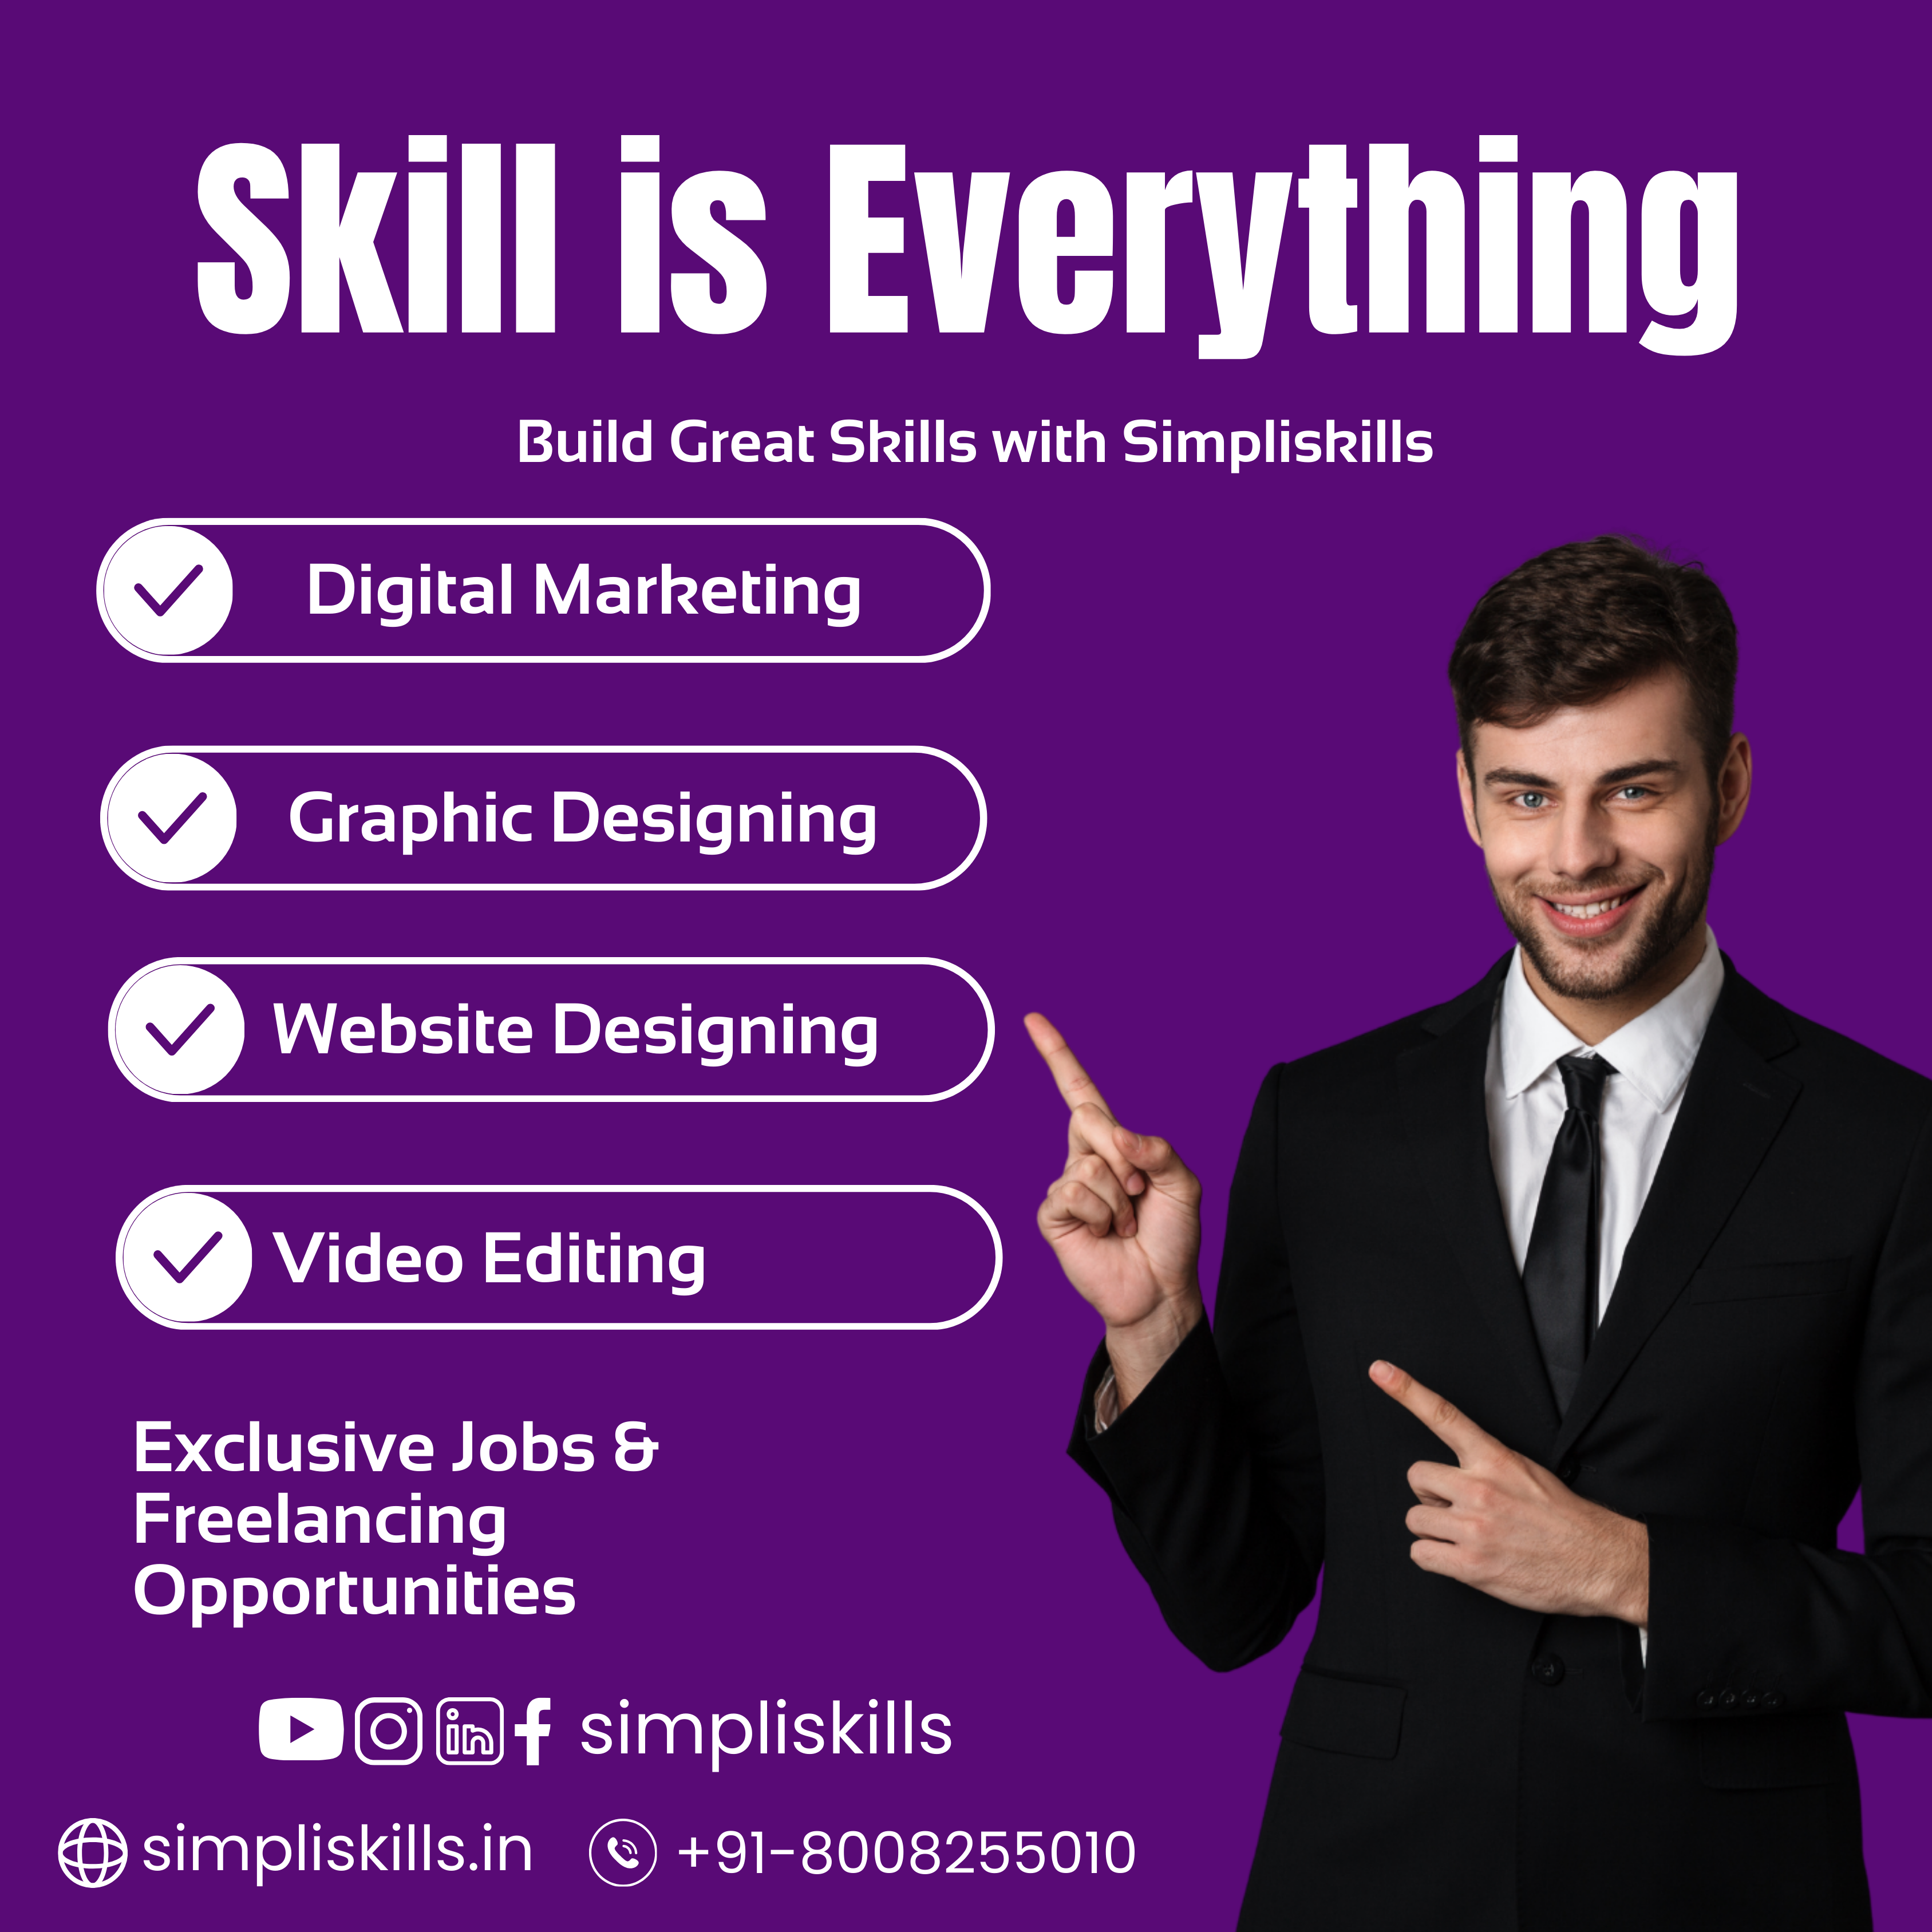 Skill is Everything
Build Great Skills with Simpliskills
Digital Marketing
Graphic Designing
Website Designing
Video Editing
Exclusive Jobs &
Freelancing
Opportunities
simpliskills
simpliskills.in
+91-8008255010